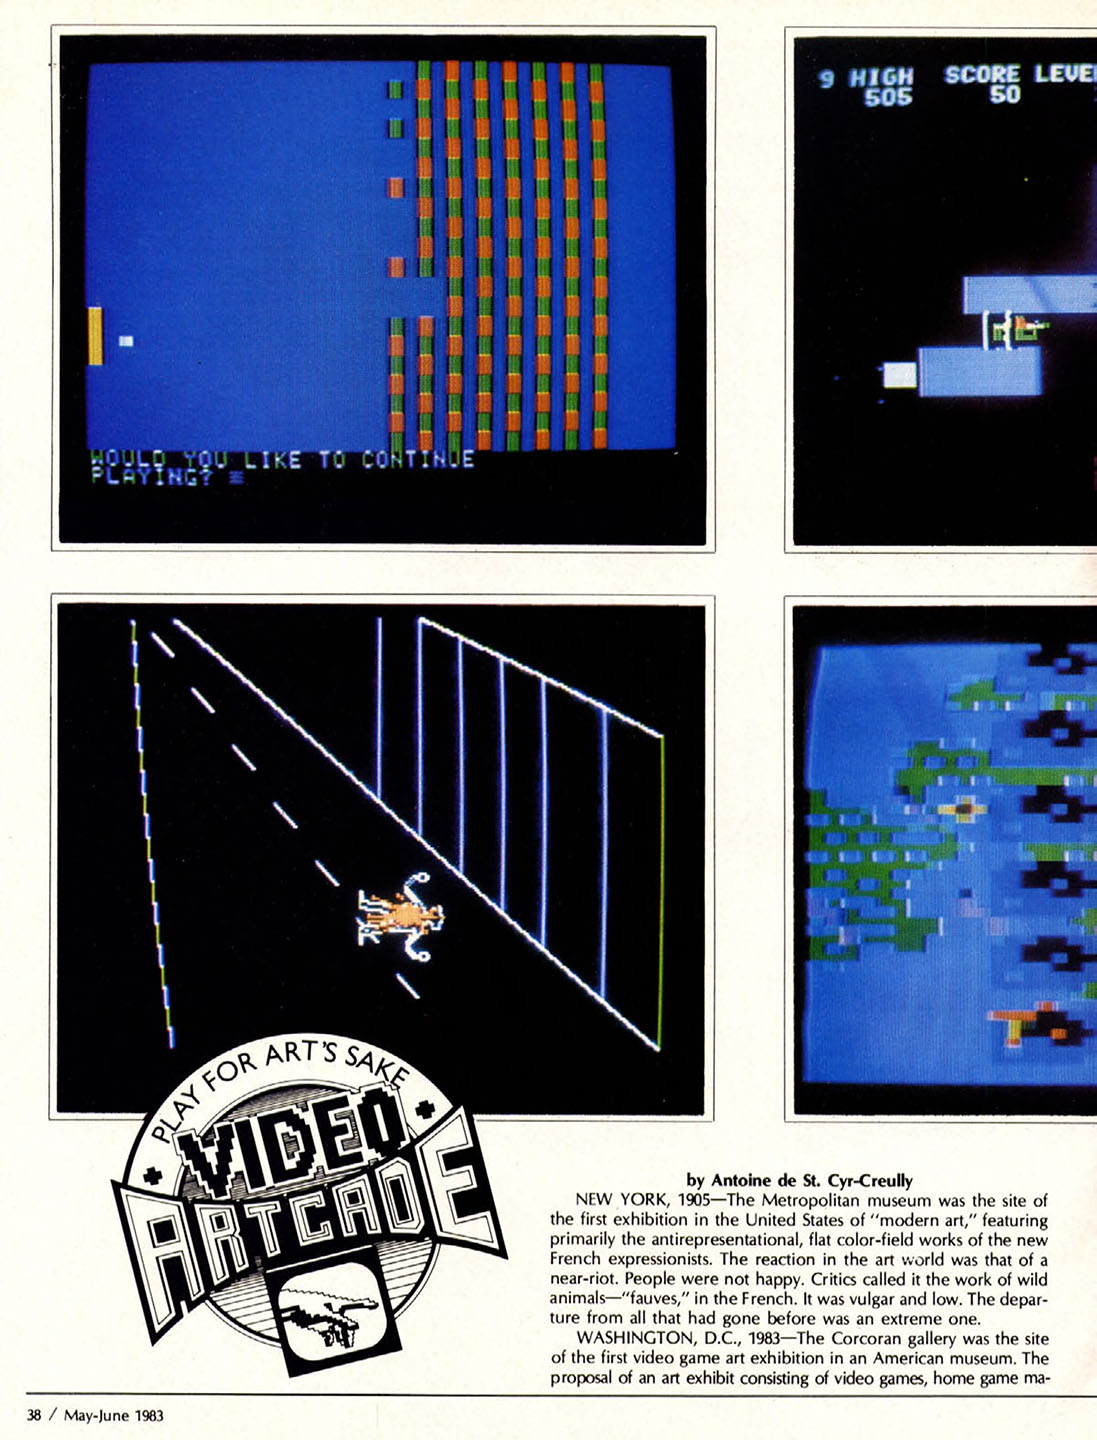 WOULD YOU LIKE TO CONTINUE
PLAYING?
9 HIGH SCORE LEVE
505 50
PLAY FOR ART'S SAKE
VIDEO
ARTCADE
by Antoine de St. Cyr-Creully
NEW YORK, 1905—The Metropolitan museum was the site of
the first exhibition in the United States of "modern art," featuring
primarily the antirepresentational, flat color-field works of the new
French expressionists. The reaction in the art world was that of a
near-riot. People were not happy. Critics called it the work of wild
animals—"fauves," in the French. It was vulgar and low. The depar-
ture from all that had gone before was an extreme one.
WASHINGTON, D.C., 1983—The Corcoran gallery was the site
of the first video game art exhibition in an American museum. The
proposal of an art exhibit consisting of video games, home game ma-
38 / May-June 1983